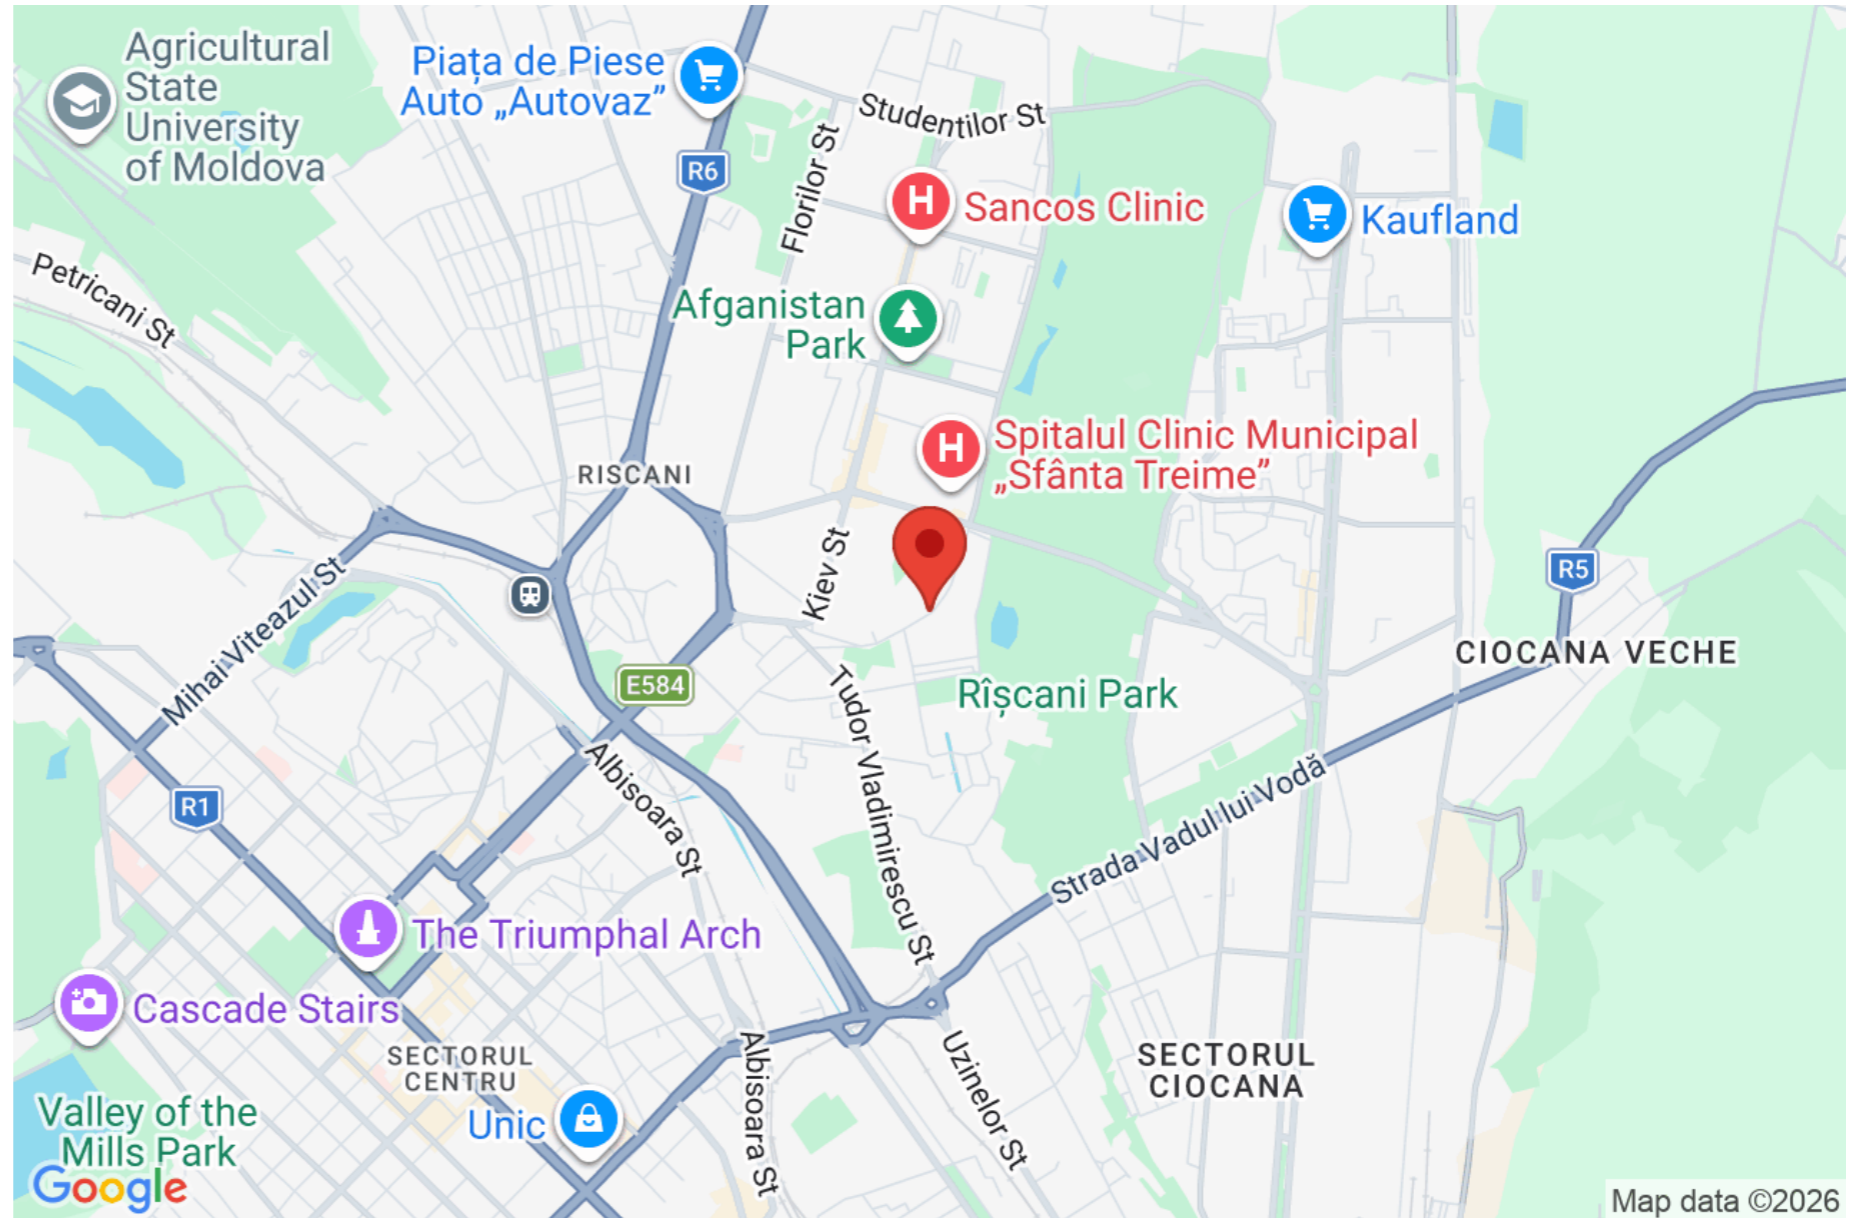 Agricultural
State
University
of Moldova
Piața de Piese
Auto „Autovaz”
Studentilor St
R6
Florilor St
H
Sancos Clinic
Kaufland
Petricani St
Afganistan
Park
H
Spitalul Clinic Municipal
„Sfânta Treime”
RISCANI
Kiev St
Mihai Viteazul St
R5
CIOCANA VECHE
E584
Rîșcani Park
Tudor Vladimirescu St
Albisoara St
R1
Strada Vadul lui Vodă
The Triumphal Arch
Cascade Stairs
SECTORUL
CENTRU
Albisoara St
Uzinelor St
SECTORUL
CIOCANA
Unic
Valley of the
Mills Park
Google
Map data ©2026